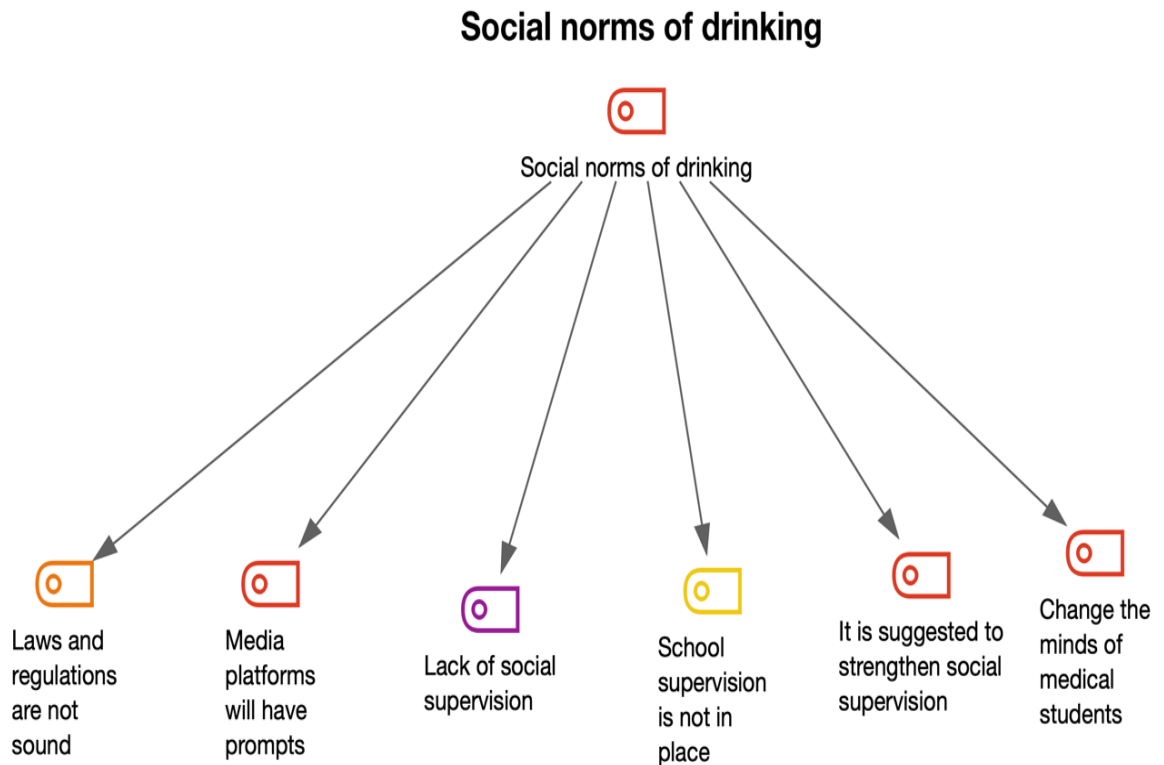 Social norms of drinking
Social norms of drinking
Laws and
regulations
are not
sound
Media
platforms
will have
prompts
Lack of social
supervision
School
supervision
is not in
place
It is suggested to
strengthen social
supervision
Change the
minds of
medical
students